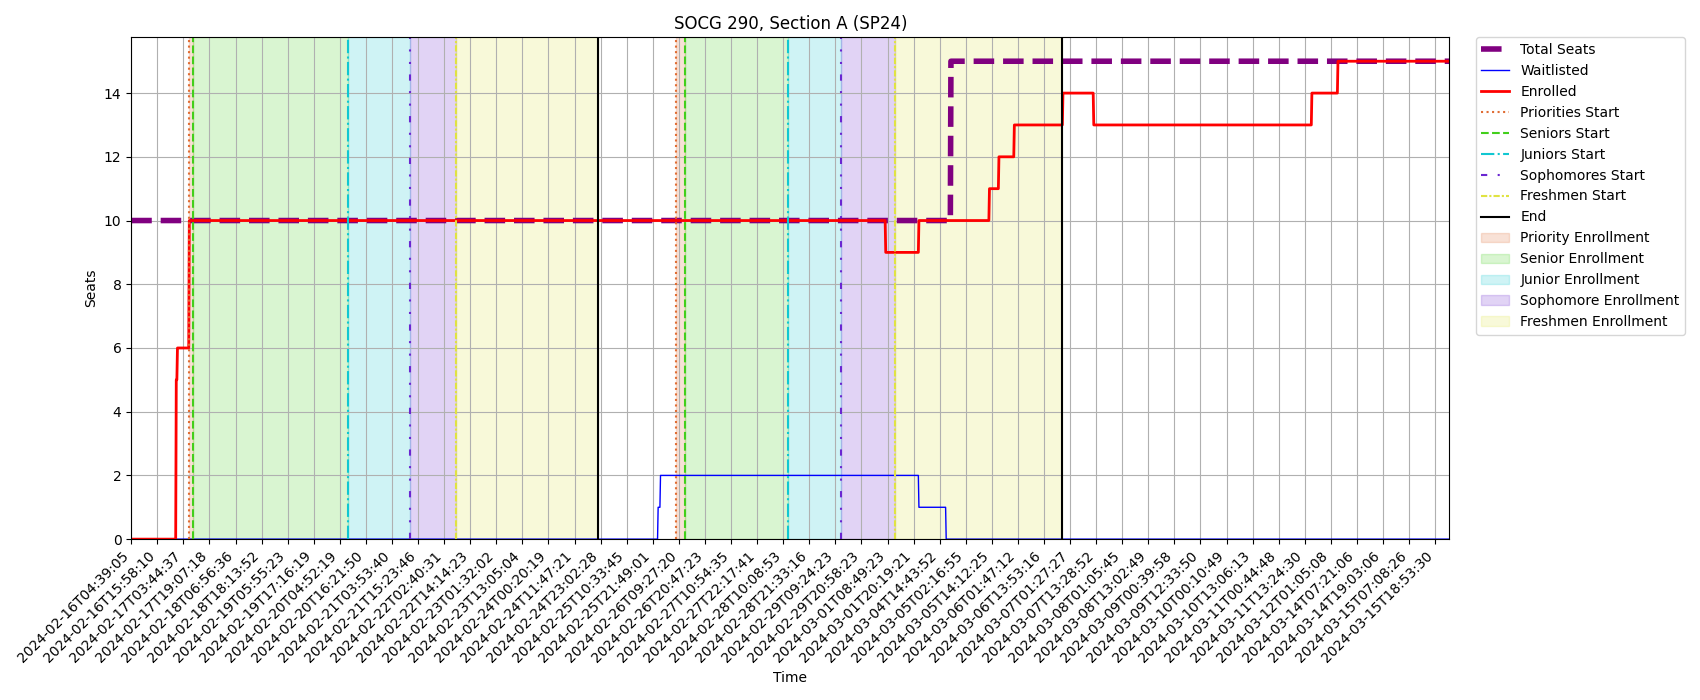 SOCG 290, Section A (SP24)
Seats
14
12
10
8
6
4
2
0
2024-02-16T04:39:05
2024-02-16T15:58:10
2024-02-17T03:44:37
2024-02-17T19:07:18
2024-02-18T06:56:36
2024-02-18T18:13:52
2024-02-19T05:55:23
2024-02-19T17:16:19
2024-02-20T04:52:19
2024-02-20T16:21:50
2024-02-21T03:53:40
2024-02-21T15:23:46
2024-02-22T02:40:31
2024-02-22T14:14:23
2024-02-23T01:32:02
2024-02-23T13:05:04
2024-02-24T00:20:19
2024-02-24T11:47:21
2024-02-24T23:02:28
2024-02-25T10:33:45
2024-02-25T21:49:01
2024-02-26T09:27:20
2024-02-26T20:47:23
2024-02-27T10:54:35
2024-02-27T22:17:41
2024-02-28T10:08:53
2024-02-28T21:33:16
2024-02-29T09:24:23
2024-02-29T20:58:23
2024-03-01T08:49:23
2024-03-01T20:19:21
2024-03-04T14:43:52
2024-03-05T02:16:55
2024-03-05T14:12:25
2024-03-06T01:47:12
2024-03-06T13:53:16
2024-03-07T01:27:27
2024-03-07T13:28:52
2024-03-08T01:05:45
2024-03-08T13:02:49
2024-03-09T00:39:58
2024-03-09T12:33:50
2024-03-10T00:10:49
2024-03-10T13:06:13
2024-03-11T00:44:48
2024-03-11T13:24:30
2024-03-12T01:05:08
2024-03-14T07:21:06
2024-03-14T19:03:06
2024-03-15T07:08:26
2024-03-15T18:53:30
Time
Total Seats
Waitlisted
Enrolled
Priorities Start
Seniors Start
Juniors Start
Sophomores Start
Freshmen Start
End
Priority Enrollment
Senior Enrollment
Junior Enrollment
Sophomore Enrollment
Freshmen Enrollment